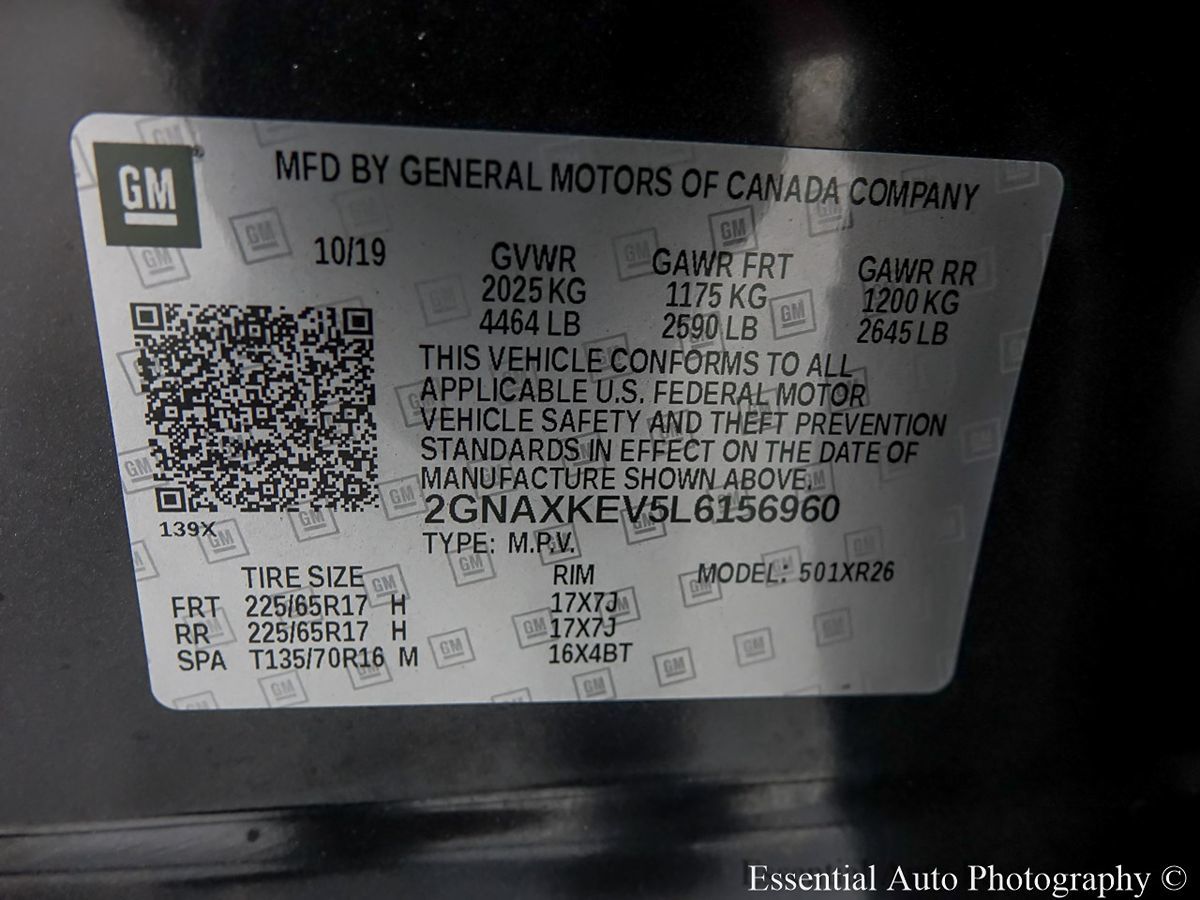 GM
MFD BY GENERAL MOTORS OF CANADA COMPANY
10/19 GVWR GAWR FRT GAWR RR
2025 KG 1175 KG 1200 KG
4464 LB 2590 LB 2645 LB
THIS VEHICLE CONFORMS TO ALL
APPLICABLE U.S. FEDERAL MOTOR
VEHICLE SAFETY AND THEFT PREVENTION
STANDARDS IN EFFECT ON THE DATE OF
MANUFACTURE SHOWN ABOVE.
2GNAXKEV5L6156960
139X
TYPE: M.P.V.
TIRE SIZE RIM MODEL: 501XR26
FRT 225/65R17 H 17X7J
RR 225/65R17 H 17X7J
SPA T135/70R16 M 16X4BT
Essential Auto Photography ©